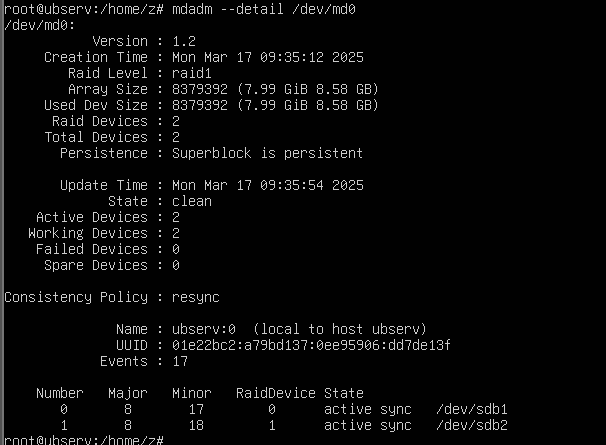 root@ubserv:/home/z# mdadm --detail /dev/md0
/dev/md0:
Version : 1.2
Creation Time : Mon Mar 17 09:35:12 2025
Raid Level : raid1
Array Size : 8379392 (7.99 GiB 8.58 GB)
Used Dev Size : 8379392 (7.99 GiB 8.58 GB)
Raid Devices : 2
Total Devices : 2
Persistence : Superblock is persistent
Update Time : Mon Mar 17 09:35:54 2025
State : clean
Active Devices : 2
Working Devices : 2
Failed Devices : 0
Spare Devices : 0
Consistency Policy : resync
Name : ubserv:0  (local to host ubserv)
UUID : 01e22bc2:a79bd137:0ee95906:dd7de13f
Events : 17
Number   Major   Minor   RaidDevice State
0       8       17        0      active sync   /dev/sdb1
1       8       18        1      active sync   /dev/sdb2
root@ubserv:/home/z#